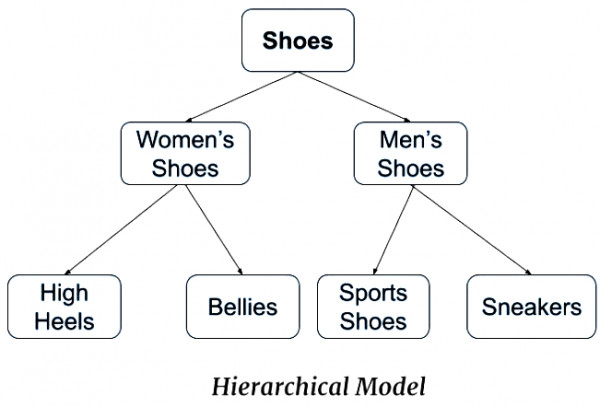 Shoes
Women's
Shoes
Men's
Shoes
High
Heels
Bellies
Sports
Shoes
Sneakers
Hierarchical Model